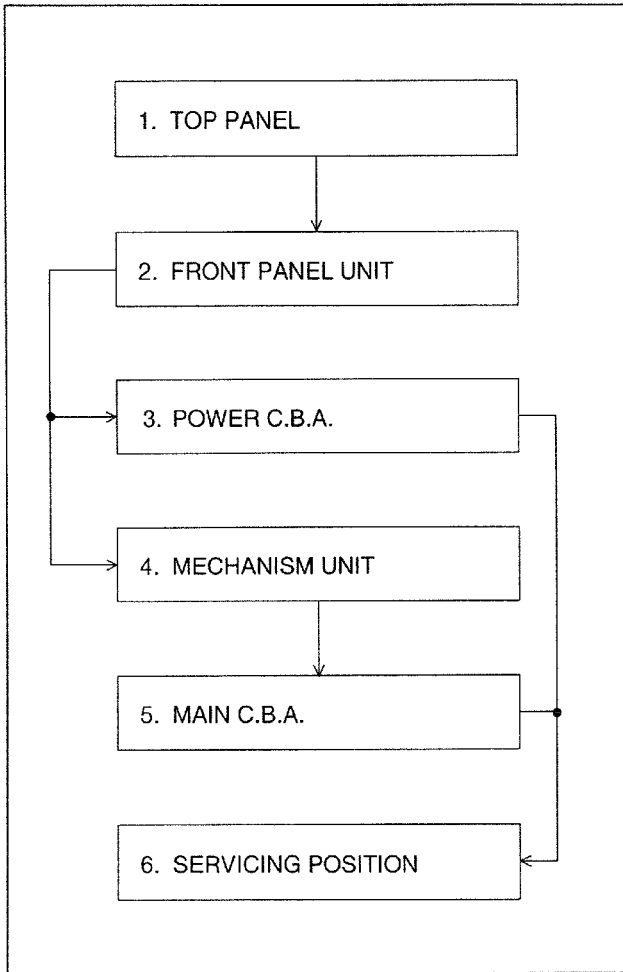 1. TOP PANEL
2. FRONT PANEL UNIT
3. POWER C.B.A.
4. MECHANISM UNIT
5. MAIN C.B.A.
6. SERVICING POSITION